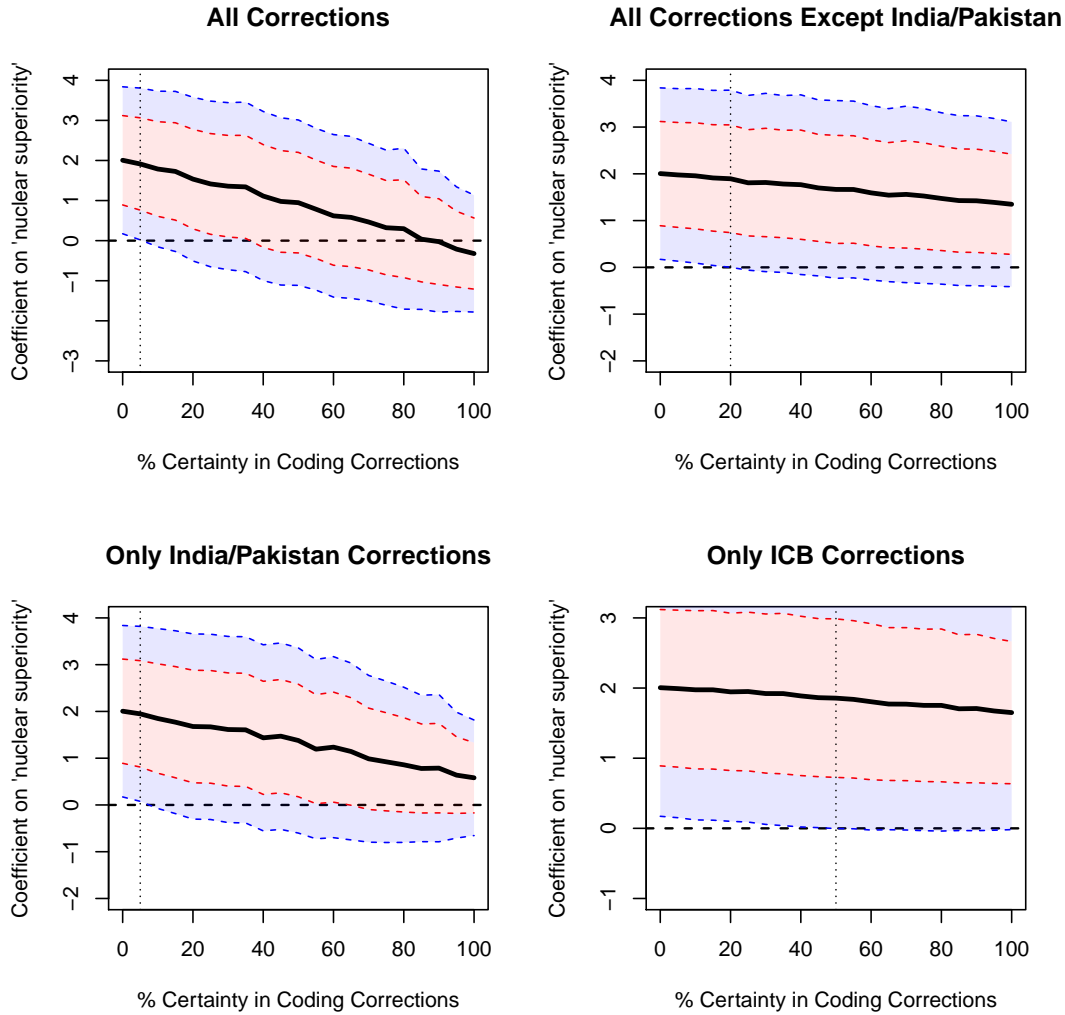 All Corrections
Coefficient on 'nuclear superiority'
4
3
2
1
0
−1
−3
0 20 40 60 80 100
% Certainty in Coding Corrections
All Corrections Except India/Pakistan
Coefficient on 'nuclear superiority'
4
3
2
1
0
−1
−2
0 20 40 60 80 100
% Certainty in Coding Corrections
Only India/Pakistan Corrections
Coefficient on 'nuclear superiority'
4
3
2
1
0
−1
−2
0 20 40 60 80 100
% Certainty in Coding Corrections
Only ICB Corrections
Coefficient on 'nuclear superiority'
3
2
1
0
−1
0 20 40 60 80 100
% Certainty in Coding Corrections